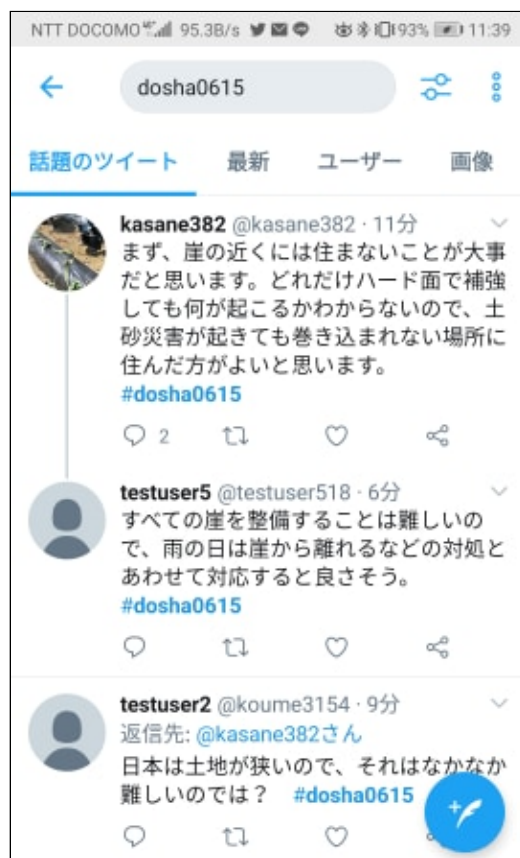 NTT DOCOMO 95.3B/s 93% 11:39
dosha0615
話題のツイート 最新 ユーザー 画像
kasane382 @kasane382・11分
まず、崖の近くには住まないことが大事
だと思います。どれだけハード面で補強
しても何が起こるかわからないので、土
砂災害が起きても巻き込まれない場所に
住んだ方がよいと思います。
#dosha0615
2
testuser5 @testuser518・6分
すべての崖を整備することは難しいの
で、雨の日は崖から離れるなどの対処と
あわせて対応すると良さそう。
#dosha0615
testuser2 @koume3154・9分
返信先: @kasane382さん
日本は土地が狭いので、それはなかなか
難しいのでは？ #dosha0615